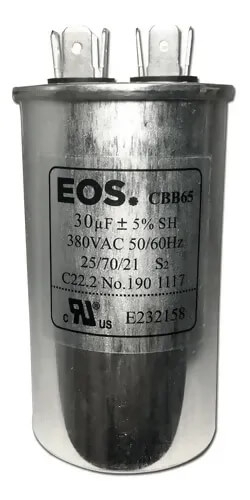 EOS. CBB65
30µF ± 5% SH
380VAC 50/60Hz
25/70/21 S2
C22.2 No.190 1117
c RU us E232158